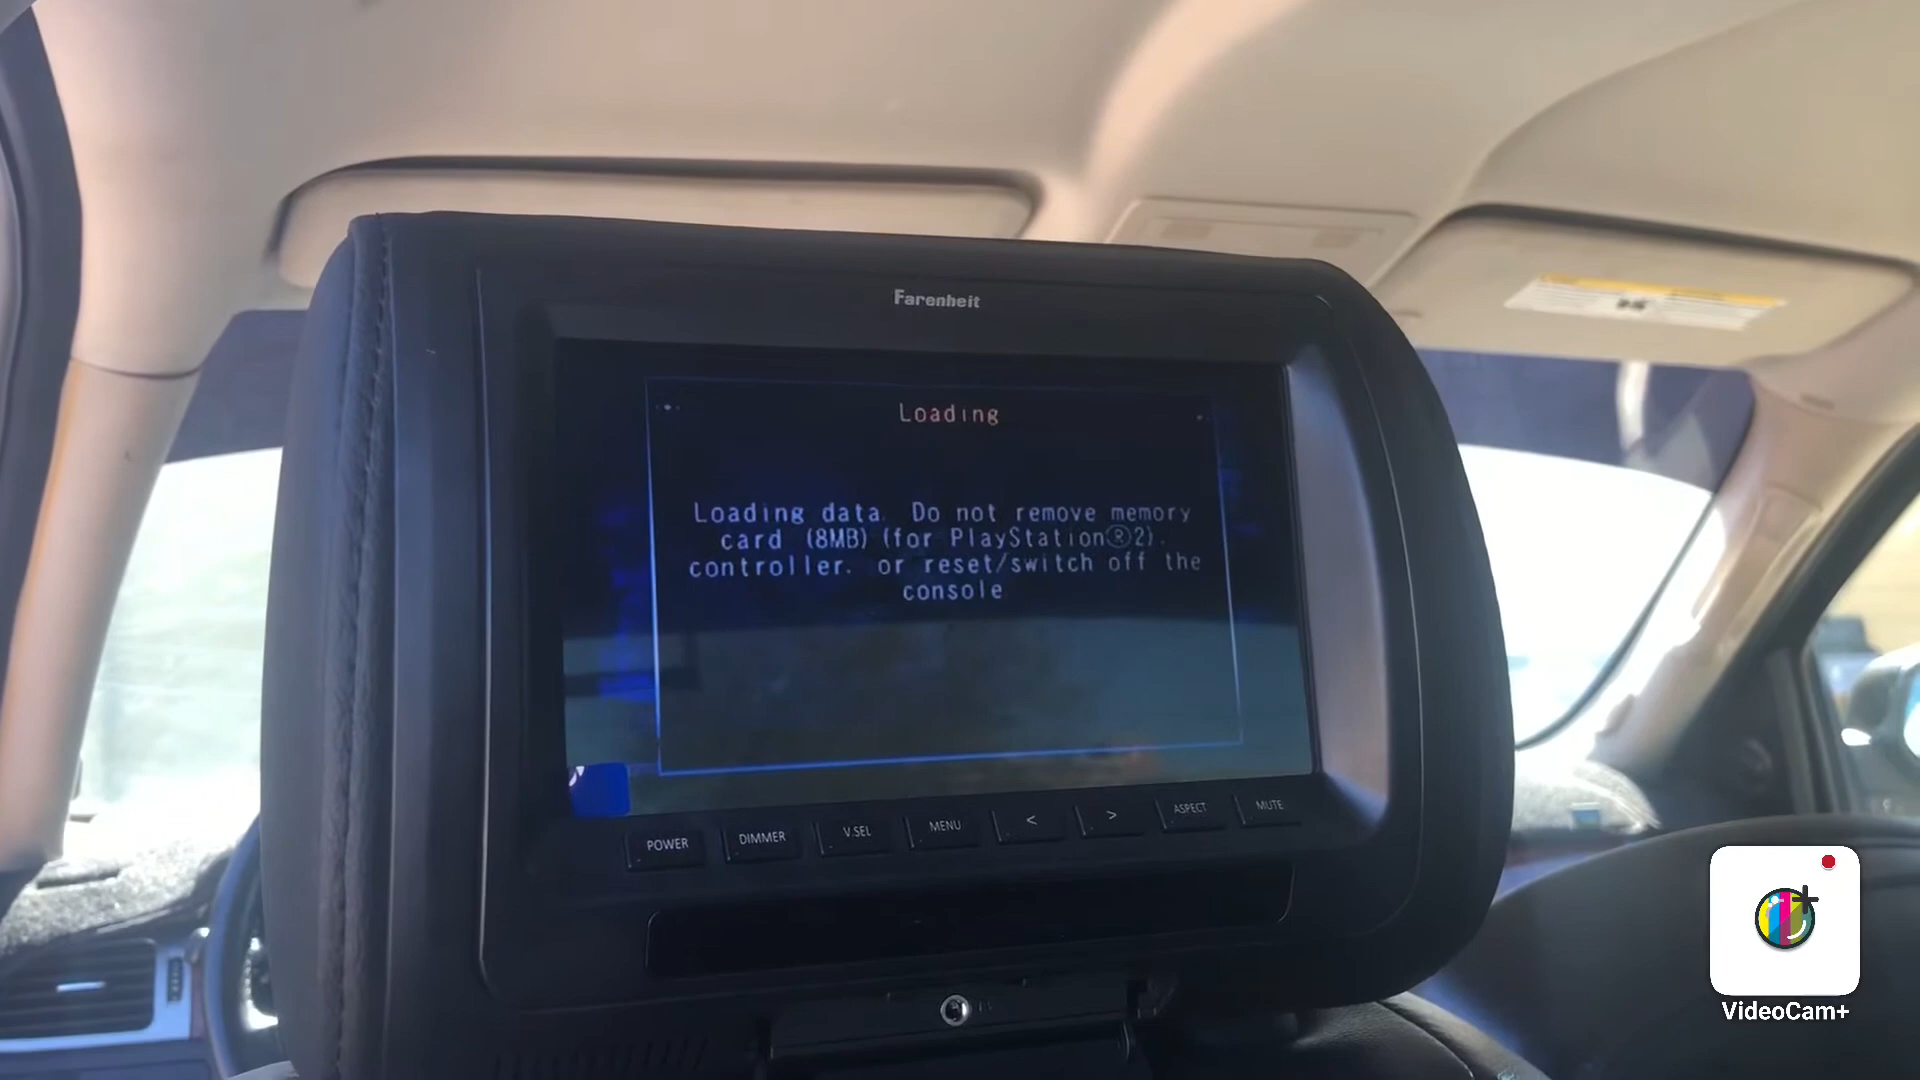 Farenheit
Loading
Loading data. Do not remove memory
card (8MB) (for PlayStation®2).
controller. or reset/switch off the
console
POWER DIMMER V.SEL MENU < > ASPECT MUTE
VideoCam+